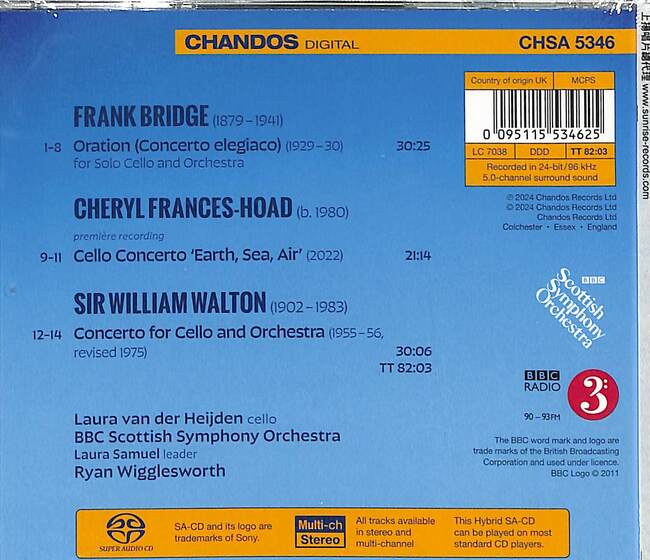 CHANDOS DIGITAL
CHSA 5346
FRANK BRIDGE (1879–1941)
1-8 Oration (Concerto elegiaco) (1929–30) 30:25
for Solo Cello and Orchestra
CHERYL FRANCES-HOAD (b. 1980)
première recording
9-11 Cello Concerto ‘Earth, Sea, Air’ (2022) 21:14
SIR WILLIAM WALTON (1902–1983)
12-14 Concerto for Cello and Orchestra (1955–56,
revised 1975) 30:06
TT 82:03
Laura van der Heijden cello
BBC Scottish Symphony Orchestra
Laura Samuel leader
Ryan Wigglesworth
Country of origin UK MCPS
0 095115 534625
LC 7038 DDD TT 82:03
Recorded in 24-bit/96 kHz
5.0-channel surround sound
℗ 2024 Chandos Records Ltd
© 2024 Chandos Records Ltd
Chandos Records Ltd
Colchester • Essex • England
BBC
Scottish
Symphony
Orchestra
BBC
RADIO
3
90–93FM
The BBC word mark and logo are
trade marks of the British Broadcasting
Corporation and used under licence.
BBC Logo © 2011
SUPER AUDIO CD
SA-CD and its logo are
trademarks of Sony.
Multi-ch
Stereo
All tracks available
in stereo and
multi-channel
This Hybrid SA-CD
can be played on most
standard CD players.
www.sunrise-records.com